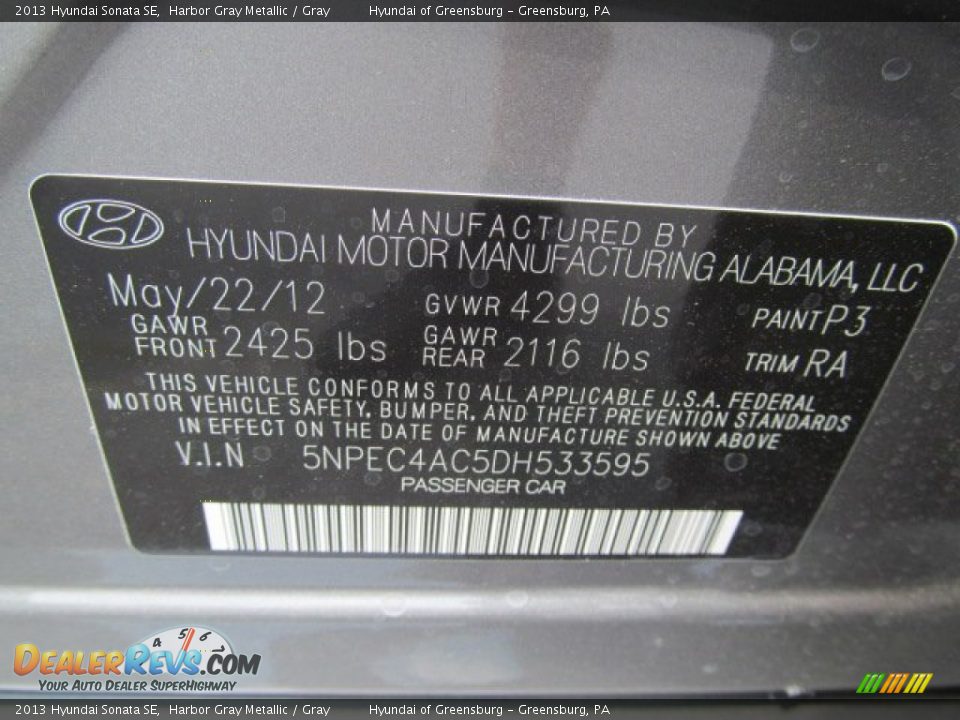 2013 Hyundai Sonata SE, Harbor Gray Metallic / Gray Hyundai of Greensburg - Greensburg, PA
MANUFACTURED BY
HYUNDAI MOTOR MANUFACTURING ALABAMA, LLC
May/22/12 GVWR 4299 lbs PAINT P3
GAWR FRONT 2425 lbs GAWR REAR 2116 lbs TRIM RA
THIS VEHICLE CONFORMS TO ALL APPLICABLE U.S.A. FEDERAL
MOTOR VEHICLE SAFETY, BUMPER, AND THEFT PREVENTION STANDARDS
IN EFFECT ON THE DATE OF MANUFACTURE SHOWN ABOVE
V.I.N 5NPEC4AC5DH533595
PASSENGER CAR
4 5 6
DEALERREVS.COM
YOUR AUTO DEALER SUPERHIGHWAY
2013 Hyundai Sonata SE, Harbor Gray Metallic / Gray Hyundai of Greensburg - Greensburg, PA